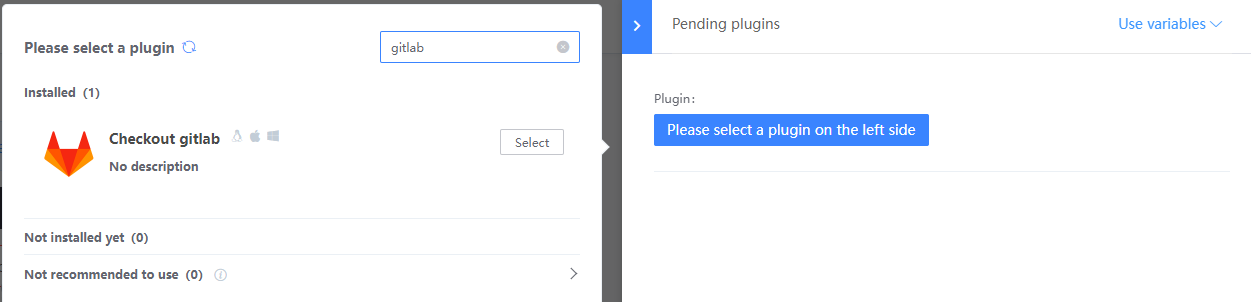 Please select a plugin
gitlab
Installed (1)
Checkout gitlab
No description
Select
Not installed yet (0)
Not recommended to use (0)
Pending plugins
Use variables
Plugin:
Please select a plugin on the left side